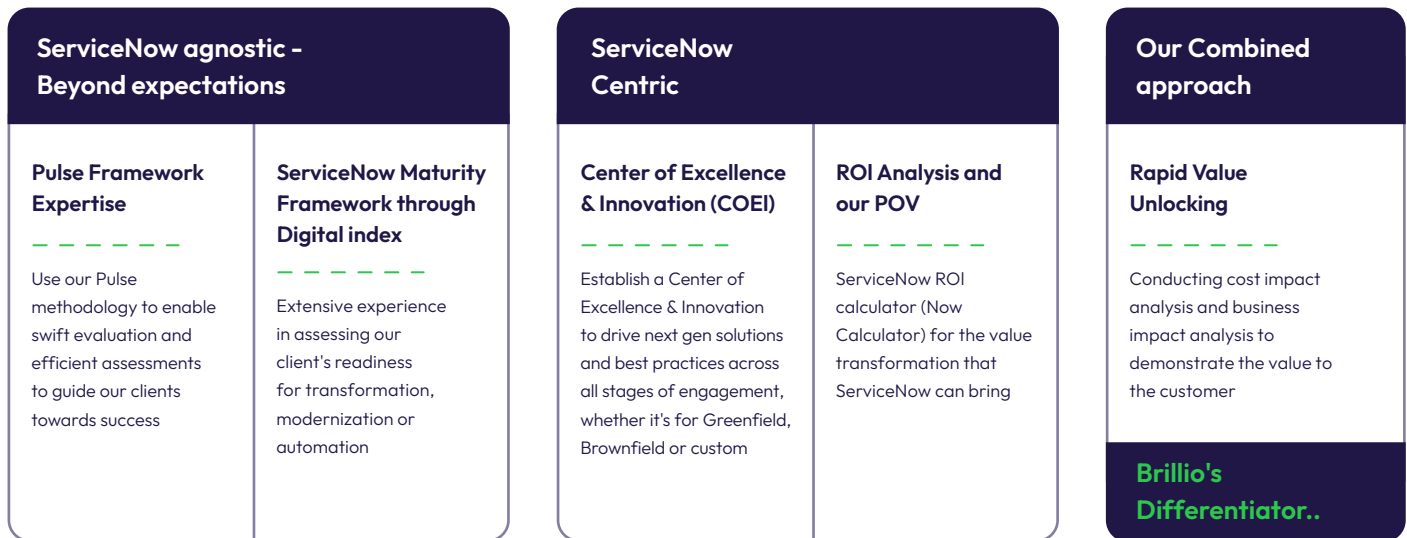 ServiceNow agnostic -
Beyond expectations
Pulse Framework
Expertise
Use our Pulse
methodology to enable
swift evaluation and
efficient assessments
to guide our clients
towards success
ServiceNow Maturity
Framework through
Digital index
Extensive experience
in assessing our
client's readiness
for transformation,
modernization or
automation
ServiceNow
Centric
Center of Excellence
& Innovation (COEI)
Establish a Center of
Excellence & Innovation
to drive next gen solutions
and best practices across
all stages of engagement,
whether it's for Greenfield,
Brownfield or custom
ROI Analysis and
our POV
ServiceNow ROI
calculator (Now
Calculator) for the value
transformation that
ServiceNow can bring
Our Combined
approach
Rapid Value
Unlocking
Conducting cost impact
analysis and business
impact analysis to
demonstrate the value to
the customer
Brillio's
Differentiator..